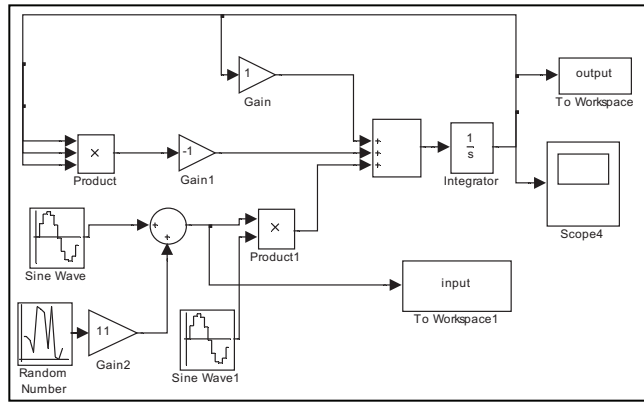 1
Gain
output
To Workspace
×
Product
-1
Gain1
+
+
+
1
s
Integrator
Scope4
Sine Wave
+
+
×
Product1
input
To Workspace1
Random
Number
11
Gain2
Sine Wave1